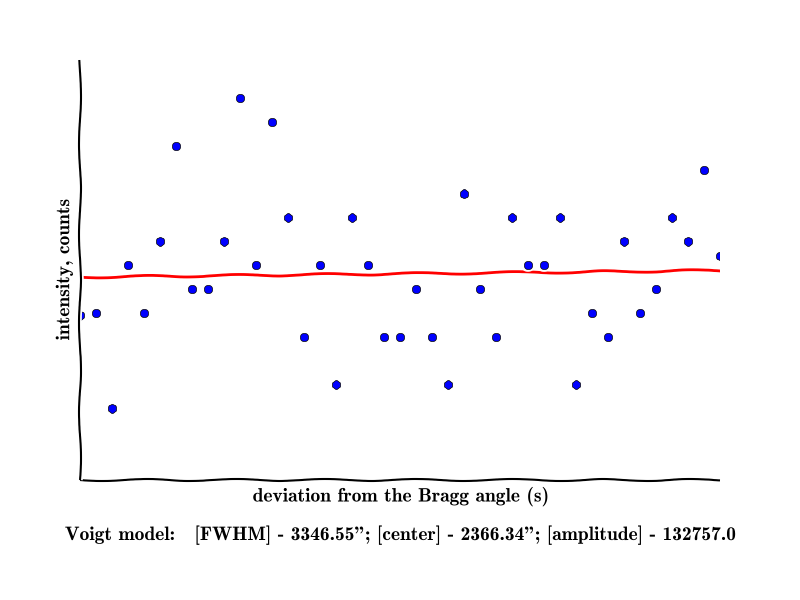 intensity, counts
deviation from the Bragg angle (s)
Voigt model: [FWHM] - 3346.55”; [center] - 2366.34”; [amplitude] - 132757.0